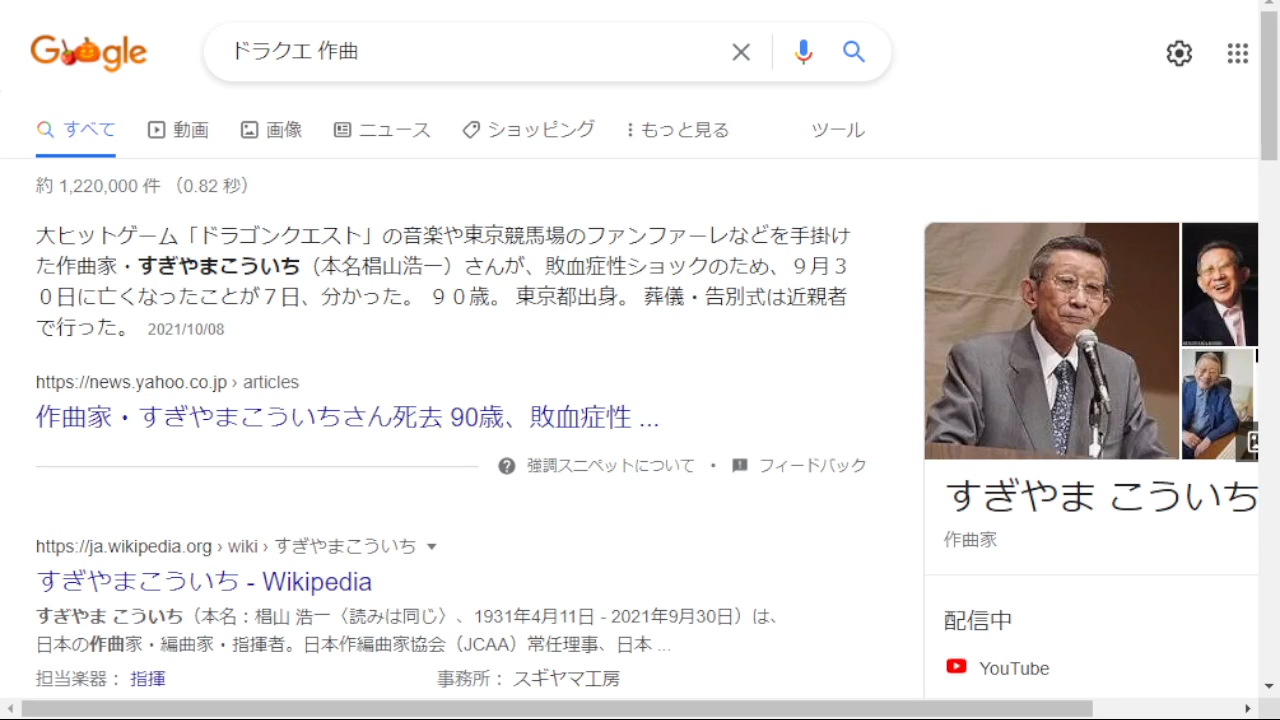 Google
ドラクエ 作曲
すべて
動画
画像
ニュース
ショッピング
もっと見る
ツール
約 1,220,000 件 （0.82 秒）
大ヒットゲーム「ドラゴンクエスト」の音楽や東京競馬場のファンファーレなどを手掛け
た作曲家・すぎやまこういち（本名椙山浩一）さんが、敗血症性ショックのため、９月３
０日に亡くなったことが７日、分かった。 ９０歳。 東京都出身。 葬儀・告別式は近親者
で行った。 2021/10/08
https://news.yahoo.co.jp › articles
作曲家・すぎやまこういちさん死去 90歳、敗血症性 ...
強調スニペットについて ・ フィードバック
https://ja.wikipedia.org › wiki › すぎやまこういち
すぎやまこういち - Wikipedia
すぎやま こういち（本名：椙山 浩一〈読みは同じ〉、1931年4月11日 - 2021年9月30日）は、
日本の作曲家・編曲家・指揮者。日本作編曲家協会（JCAA）常任理事、日本 ...
担当楽器： 指揮
事務所： スギヤマ工房
すぎやま こういち
作曲家
配信中
YouTube